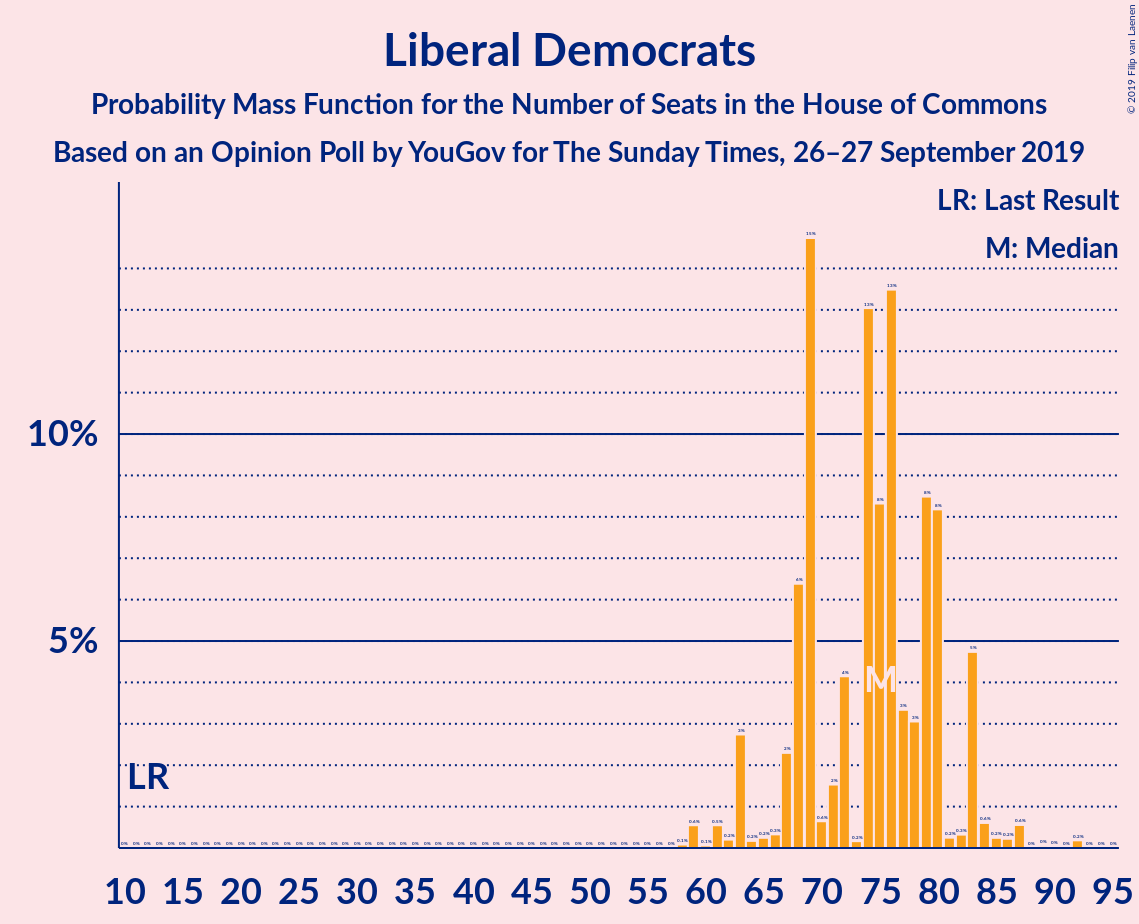 Liberal Democrats
Probability Mass Function for the Number of Seats in the House of Commons
Based on an Opinion Poll by YouGov for The Sunday Times, 26–27 September 2019
© 2019 Filip van Laenen
LR: Last Result
M: Median
10%
5%
LR
M
10 15 20 25 30 35 40 45 50 55 60 65 70 75 80 85 90 95